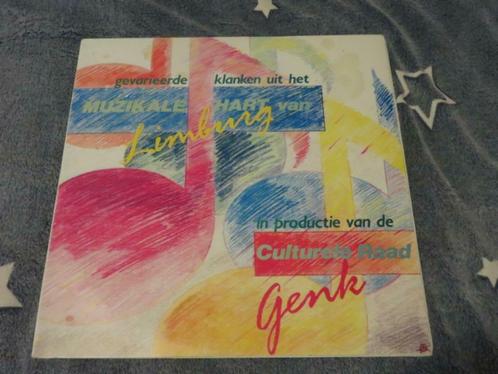 gevarieerde klanken uit het
MUZIKALE HART van
Limburg
in productie van de
Culturele Raad
Genk